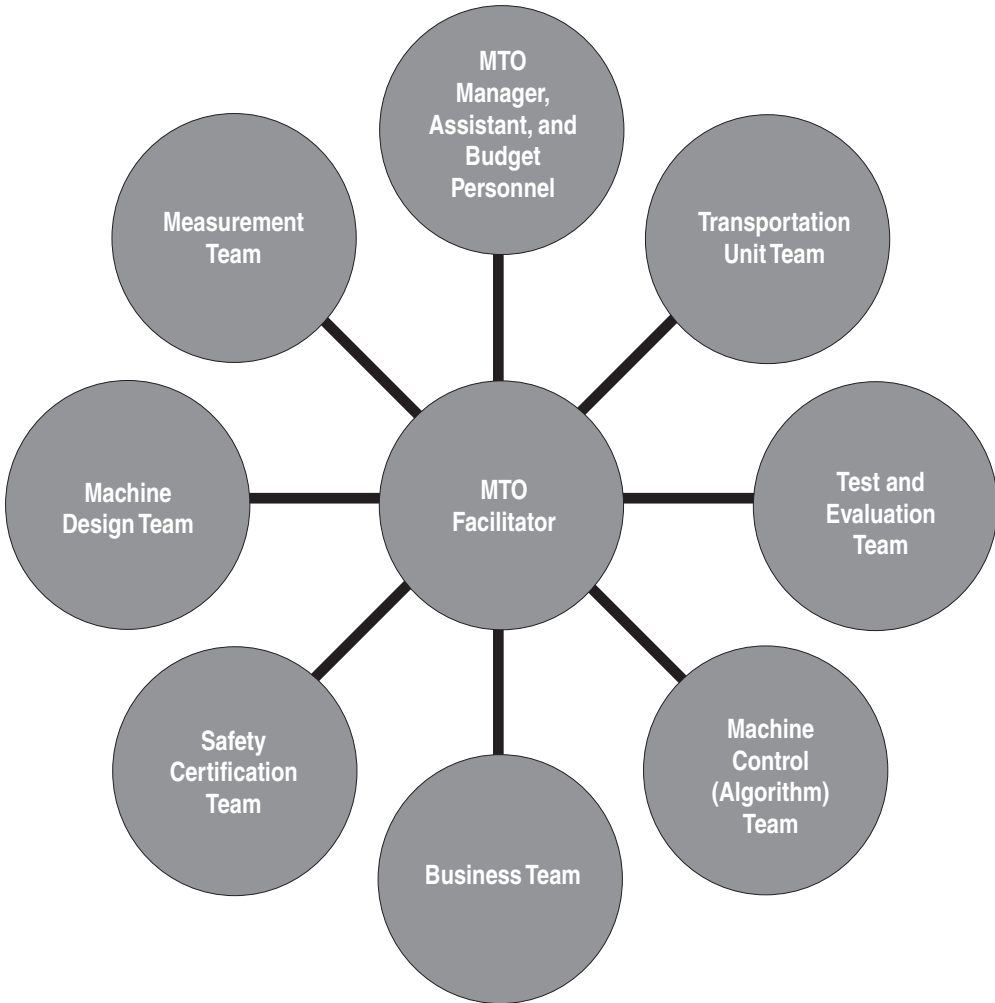 MTO
Manager,
Assistant, and
Budget
Personnel
Measurement
Team
Transportation
Unit Team
Machine
Design Team
MTO
Facilitator
Test and
Evaluation
Team
Safety
Certification
Team
Machine
Control
(Algorithm)
Team
Business Team